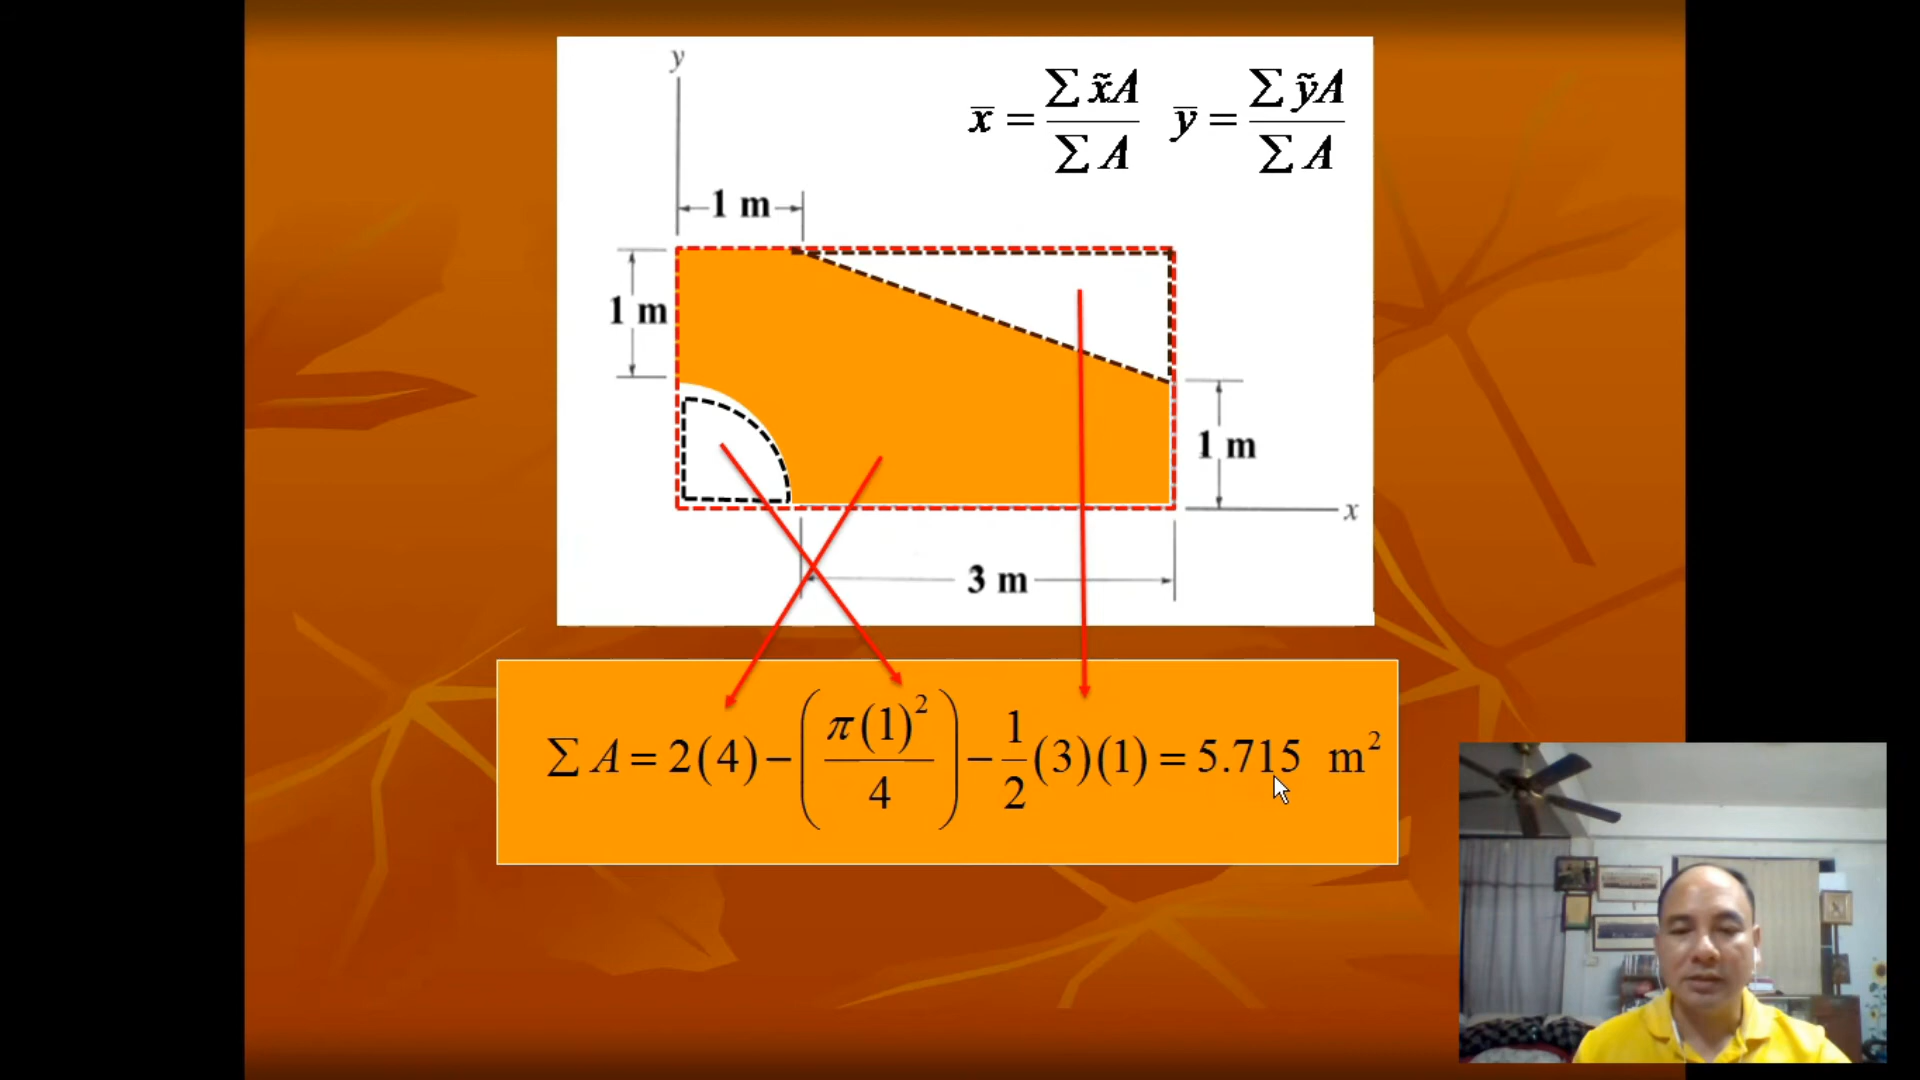 y
x̄ = ∑x̃A / ∑A   ȳ = ∑ỹA / ∑A
1 m
1 m
1 m
x
3 m
∑A = 2(4) − (π(1)² / 4) − 1/2 (3)(1) = 5.715 m²